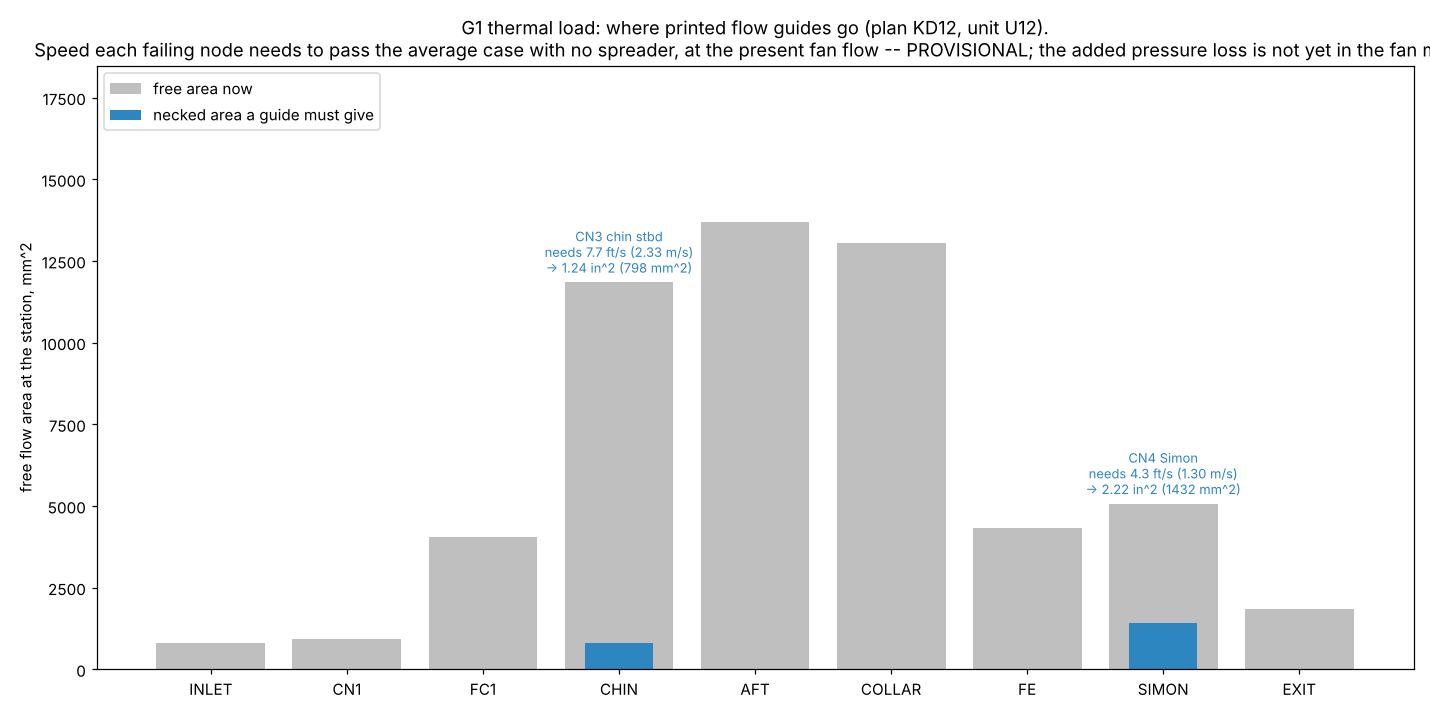 G1 thermal load: where printed flow guides go (plan KD12, unit U12).
Speed each failing node needs to pass the average case with no spreader, at the present fan flow -- PROVISIONAL; the added pressure loss is not yet in the fan
free area now
necked area a guide must give
free flow area at the station, mm^2
17500
15000
12500
10000
7500
5000
2500
0
CN3 chin stbd
needs 7.7 ft/s (2.33 m/s)
→ 1.24 in^2 (798 mm^2)
CN4 Simon
needs 4.3 ft/s (1.30 m/s)
→ 2.22 in^2 (1432 mm^2)
INLET
CN1
FC1
CHIN
AFT
COLLAR
FE
SIMON
EXIT